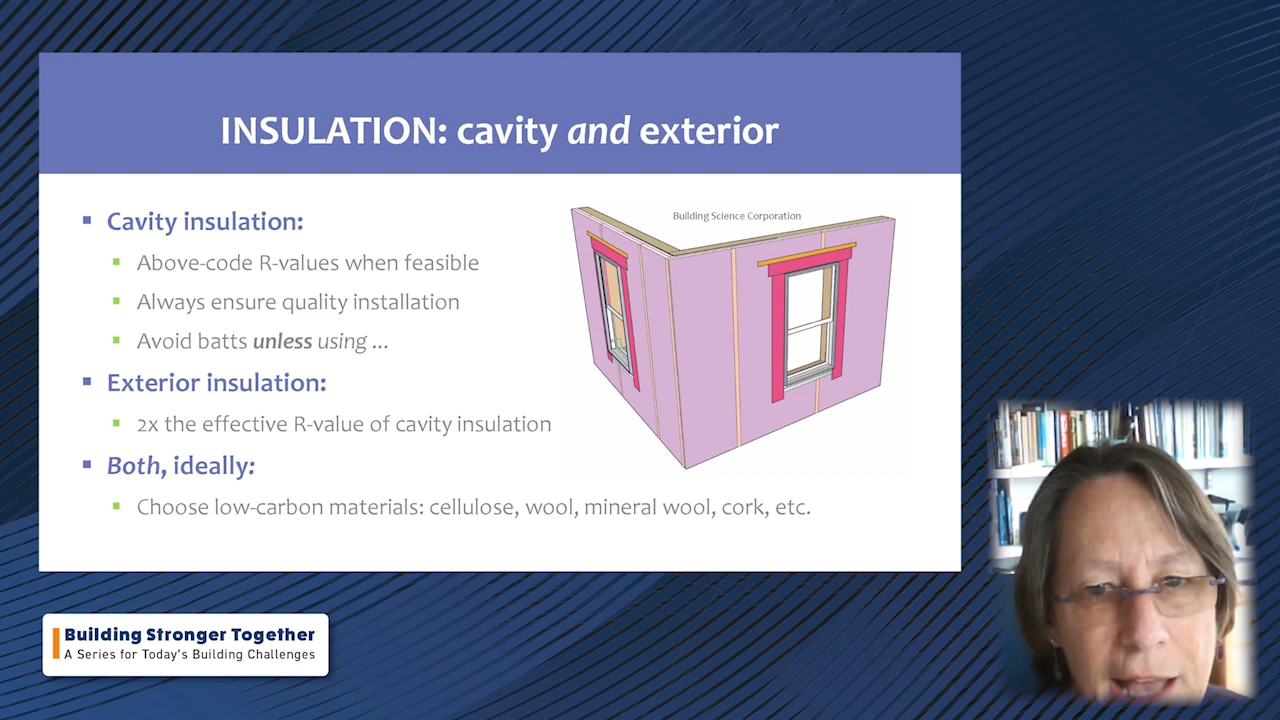 INSULATION: cavity and exterior
Building Science Corporation
Cavity insulation:
Above-code R-values when feasible
Always ensure quality installation
Avoid batts unless using ...
Exterior insulation:
2x the effective R-value of cavity insulation
Both, ideally:
Choose low-carbon materials: cellulose, wool, mineral wool, cork, etc.
Building Stronger Together
A Series for Today's Building Challenges